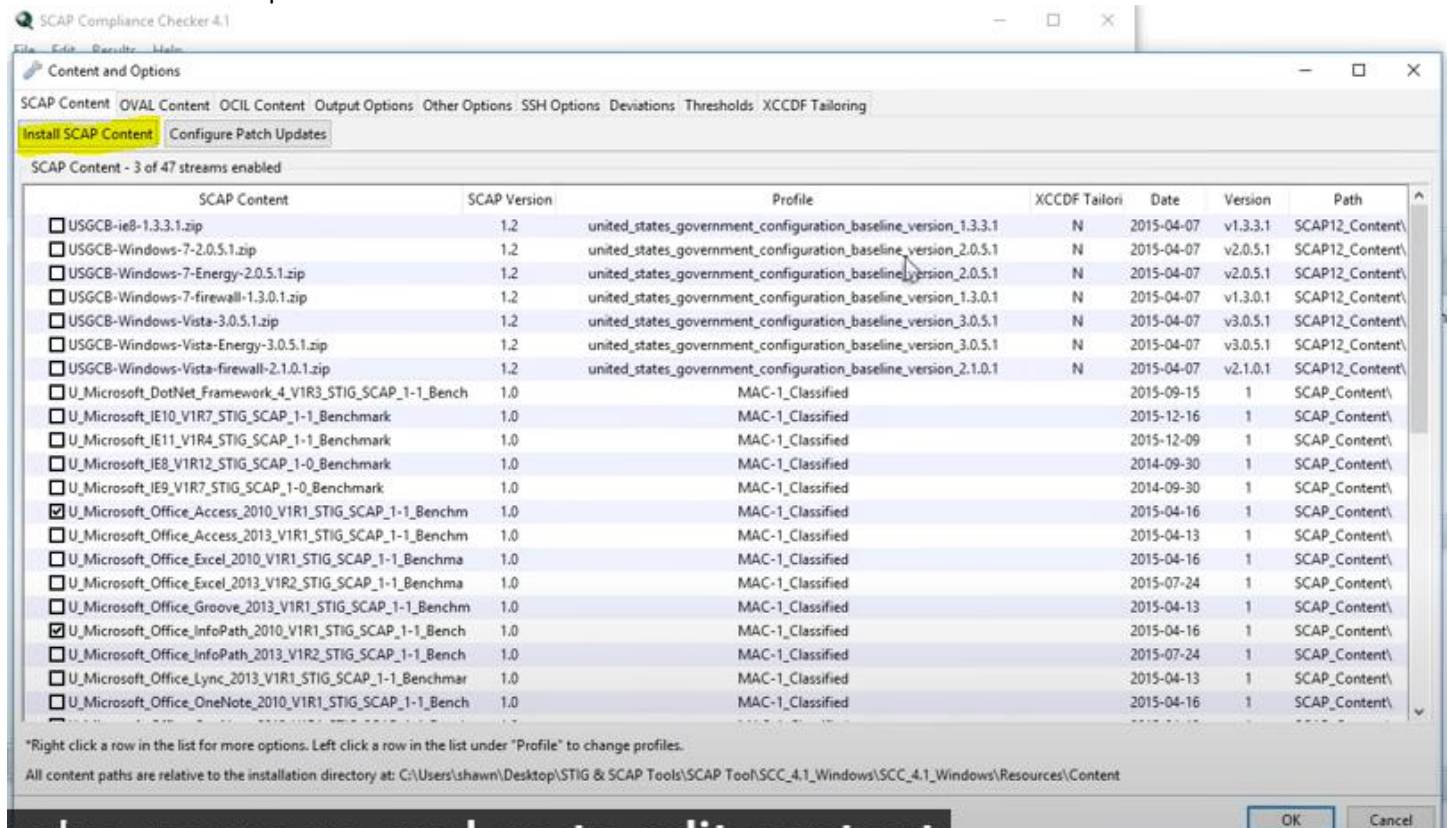 SCAP Compliance Checker 4.1
File Edit Results Help
Content and Options
SCAP Content OVAL Content OCIL Content Output Options Other Options SSH Options Deviations Thresholds XCCDF Tailoring
Install SCAP Content Configure Patch Updates
SCAP Content - 3 of 47 streams enabled
SCAP Content SCAP Version Profile XCCDF Tailori Date Version Path
USGCB-ie8-1.3.3.1.zip 1.2 united_states_government_configuration_baseline_version_1.3.3.1 N 2015-04-07 v1.3.3.1 SCAP12_Content\
USGCB-Windows-7-2.0.5.1.zip 1.2 united_states_government_configuration_baseline_version_2.0.5.1 N 2015-04-07 v2.0.5.1 SCAP12_Content\
USGCB-Windows-7-Energy-2.0.5.1.zip 1.2 united_states_government_configuration_baseline_version_2.0.5.1 N 2015-04-07 v2.0.5.1 SCAP12_Content\
USGCB-Windows-7-firewall-1.3.0.1.zip 1.2 united_states_government_configuration_baseline_version_1.3.0.1 N 2015-04-07 v1.3.0.1 SCAP12_Content\
USGCB-Windows-Vista-3.0.5.1.zip 1.2 united_states_government_configuration_baseline_version_3.0.5.1 N 2015-04-07 v3.0.5.1 SCAP12_Content\
USGCB-Windows-Vista-Energy-3.0.5.1.zip 1.2 united_states_government_configuration_baseline_version_3.0.5.1 N 2015-04-07 v3.0.5.1 SCAP12_Content\
USGCB-Windows-Vista-firewall-2.1.0.1.zip 1.2 united_states_government_configuration_baseline_version_2.1.0.1 N 2015-04-07 v2.1.0.1 SCAP12_Content\
U_Microsoft_DotNet_Framework_4_V1R3_STIG_SCAP_1-1_Bench 1.0 MAC-1_Classified 2015-09-15 1 SCAP_Content\
U_Microsoft_IE10_V1R7_STIG_SCAP_1-1_Benchmark 1.0 MAC-1_Classified 2015-12-16 1 SCAP_Content\
U_Microsoft_IE11_V1R4_STIG_SCAP_1-1_Benchmark 1.0 MAC-1_Classified 2015-12-09 1 SCAP_Content\
U_Microsoft_IE8_V1R12_STIG_SCAP_1-0_Benchmark 1.0 MAC-1_Classified 2014-09-30 1 SCAP_Content\
U_Microsoft_IE9_V1R7_STIG_SCAP_1-0_Benchmark 1.0 MAC-1_Classified 2014-09-30 1 SCAP_Content\
U_Microsoft_Office_Access_2010_V1R1_STIG_SCAP_1-1_Benchm 1.0 MAC-1_Classified 2015-04-16 1 SCAP_Content\
U_Microsoft_Office_Access_2013_V1R1_STIG_SCAP_1-1_Benchm 1.0 MAC-1_Classified 2015-04-13 1 SCAP_Content\
U_Microsoft_Office_Excel_2010_V1R1_STIG_SCAP_1-1_Benchma 1.0 MAC-1_Classified 2015-04-16 1 SCAP_Content\
U_Microsoft_Office_Excel_2013_V1R2_STIG_SCAP_1-1_Benchma 1.0 MAC-1_Classified 2015-07-24 1 SCAP_Content\
U_Microsoft_Office_Groove_2013_V1R1_STIG_SCAP_1-1_Benchm 1.0 MAC-1_Classified 2015-04-13 1 SCAP_Content\
U_Microsoft_Office_InfoPath_2010_V1R1_STIG_SCAP_1-1_Bench 1.0 MAC-1_Classified 2015-04-16 1 SCAP_Content\
U_Microsoft_Office_InfoPath_2013_V1R2_STIG_SCAP_1-1_Bench 1.0 MAC-1_Classified 2015-07-24 1 SCAP_Content\
U_Microsoft_Office_Lync_2013_V1R1_STIG_SCAP_1-1_Benchmar 1.0 MAC-1_Classified 2015-04-13 1 SCAP_Content\
U_Microsoft_Office_OneNote_2010_V1R1_STIG_SCAP_1-1_Bench 1.0 MAC-1_Classified 2015-04-16 1 SCAP_Content\
*Right click a row in the list for more options. Left click a row in the list under "Profile" to change profiles.
All content paths are relative to the installation directory at: C:\Users\shawn\Desktop\STIG & SCAP Tools\SCAP Tool\SCC_4.1_Windows\SCC_4.1_Windows\Resources\Content
OK Cancel